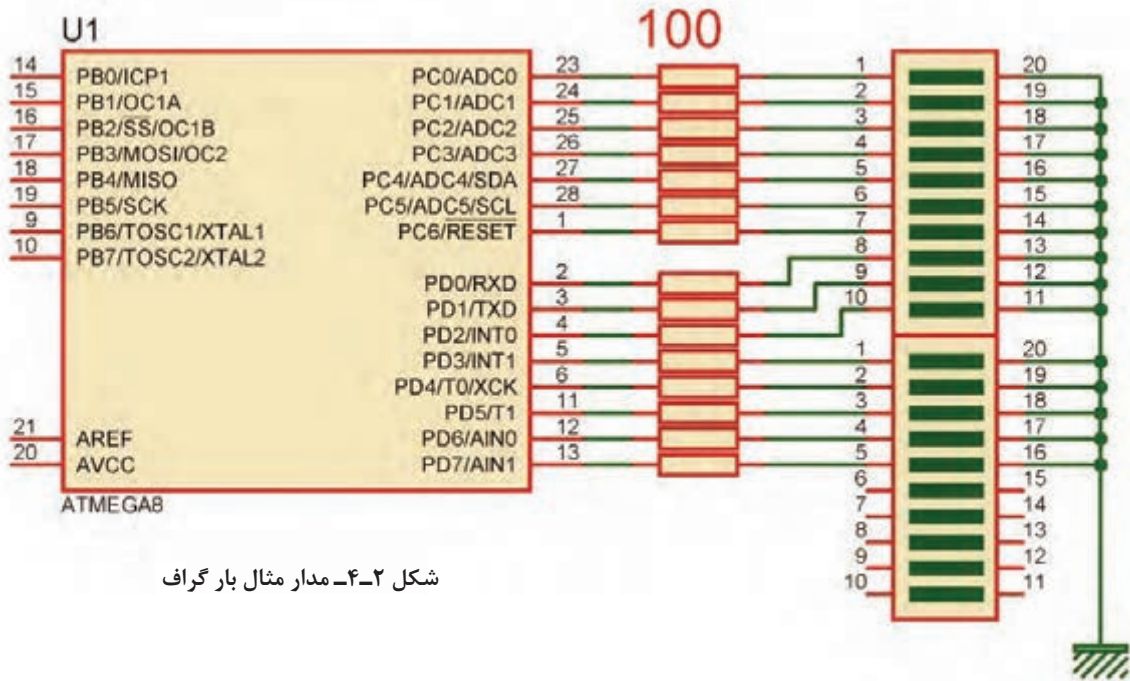 U1
100
14 PB0/ICP1 PC0/ADC0 23 1 20
15 PB1/OC1A PC1/ADC1 24 2 19
16 PB2/SS/OC1B PC2/ADC2 25 3 18
17 PB3/MOSI/OC2 PC3/ADC3 26 4 17
18 PB4/MISO PC4/ADC4/SDA 27 5 16
19 PB5/SCK PC5/ADC5/SCL 28 6 15
9 PB6/TOSC1/XTAL1 PC6/RESET 1 7 14
10 PB7/TOSC2/XTAL2 8 13
PD0/RXD 2 9 12
PD1/TXD 3 10 11
PD2/INT0 4
PD3/INT1 5 1 20
PD4/T0/XCK 6 2 19
PD5/T1 11 3 18
21 AREF PD6/AIN0 12 4 17
20 AVCC PD7/AIN1 13 5 16
6 15
7 14
8 13
9 12
10 11
ATMEGA8
شکل ۲ـ۴ـ مدار مثال بار گراف